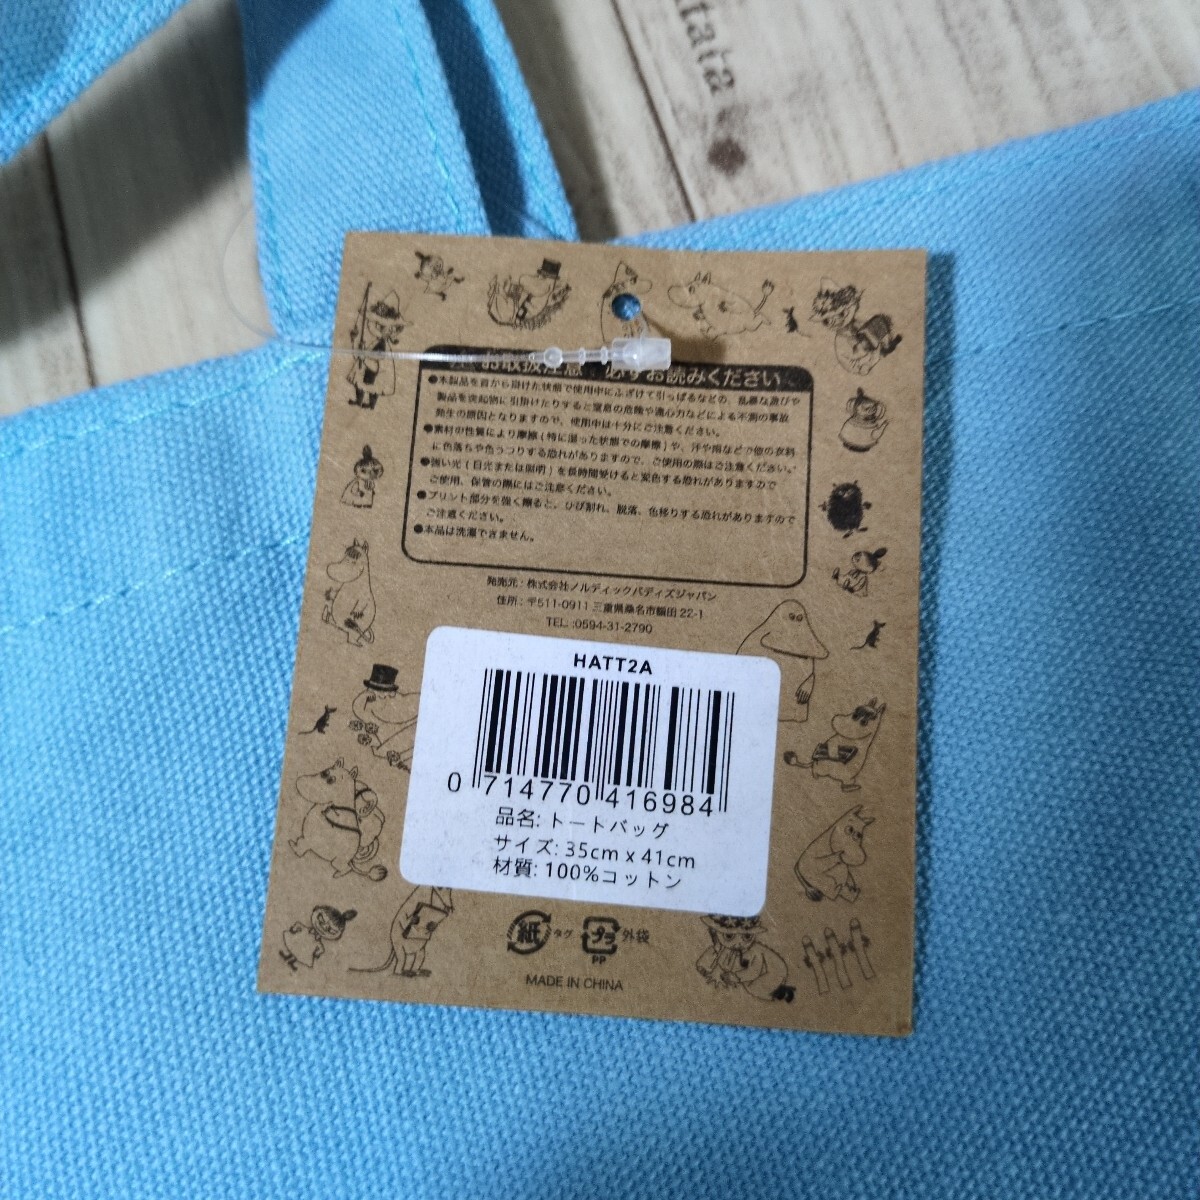 tata
お取扱注意 必ずお読みください
●本製品を首から掛けた状態で使用中にふざけて引っぱるなどの、乱暴な遊びや
製品を突起物に引掛けたりすると窒息の危険や遠心力などによる不測の事故
発生の原因となりますので、使用中は十分にご注意ください。
●素材の性質により摩擦(特に湿った状態での摩擦)や、汗や雨などで他の衣料
に色落ちや色うつりする恐れがありますので、ご使用の際はご注意ください。
●強い光(日光または照明)を長時間受けると変色する恐れがありますので
ご使用、保管の際にはご注意ください。
●プリント部分を強く擦ると、ひび割れ、脱落、色移りする恐れがありますので
ご注意ください。
●本品は洗濯できません。
発売元:株式会社ノルディックバディズジャパン
住所:〒511-0911 三重県桑名市額田 22-1
TEL:0594-31-2790
HATT2A
0 714770 416984
品名: トートバッグ
サイズ: 35cm x 41cm
材質: 100%コットン
紙 タグ プラ 外袋
PP
MADE IN CHINA